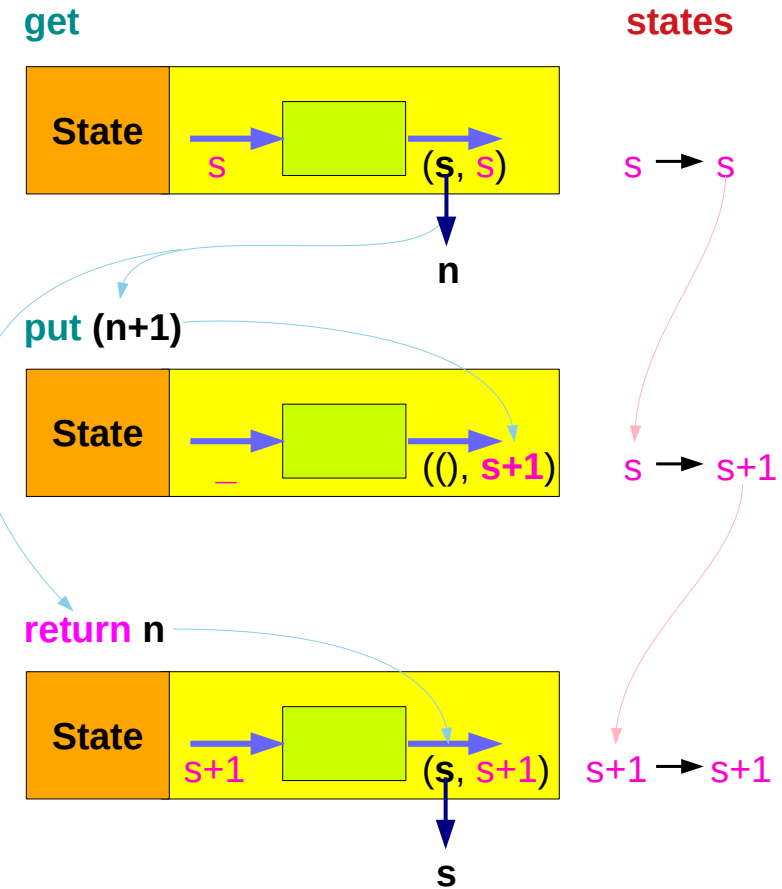 get states
State
s (s, s) s s
n
put (n+1)
State
_ ((), s+1) s s+1
return n
State
s+1 (s, s+1) s+1 s+1
s